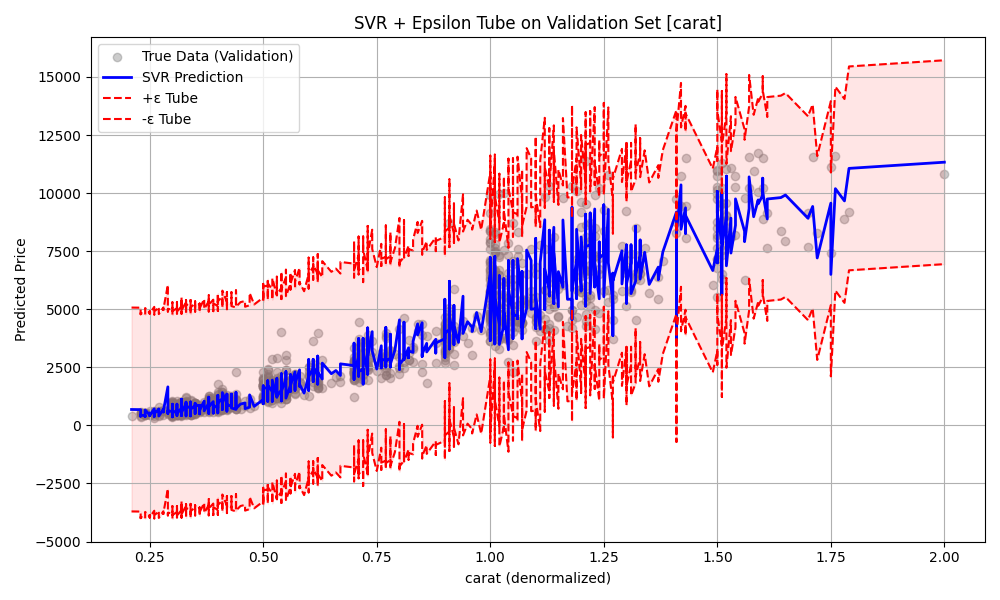 SVR + Epsilon Tube on Validation Set [carat]
True Data (Validation)
SVR Prediction
+ε Tube
-ε Tube
Predicted Price
15000
12500
10000
7500
5000
2500
0
−2500
−5000
0.25 0.50 0.75 1.00 1.25 1.50 1.75 2.00
carat (denormalized)